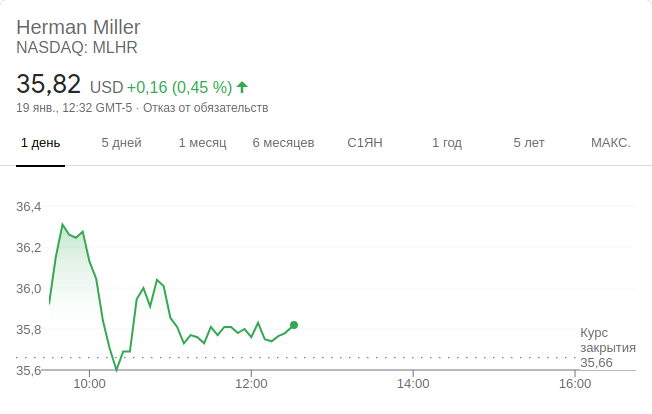 Herman Miller
NASDAQ: MLHR
35,82 USD +0,16 (0,45 %)
19 янв., 12:32 GMT-5 · Отказ от обязательств
1 день 5 дней 1 месяц 6 месяцев С1ЯН 1 год 5 лет МАКС.
36,4
36,2
36,0
35,8
Курс
закрытия
35,66
35,6
10:00 12:00 14:00 16:00